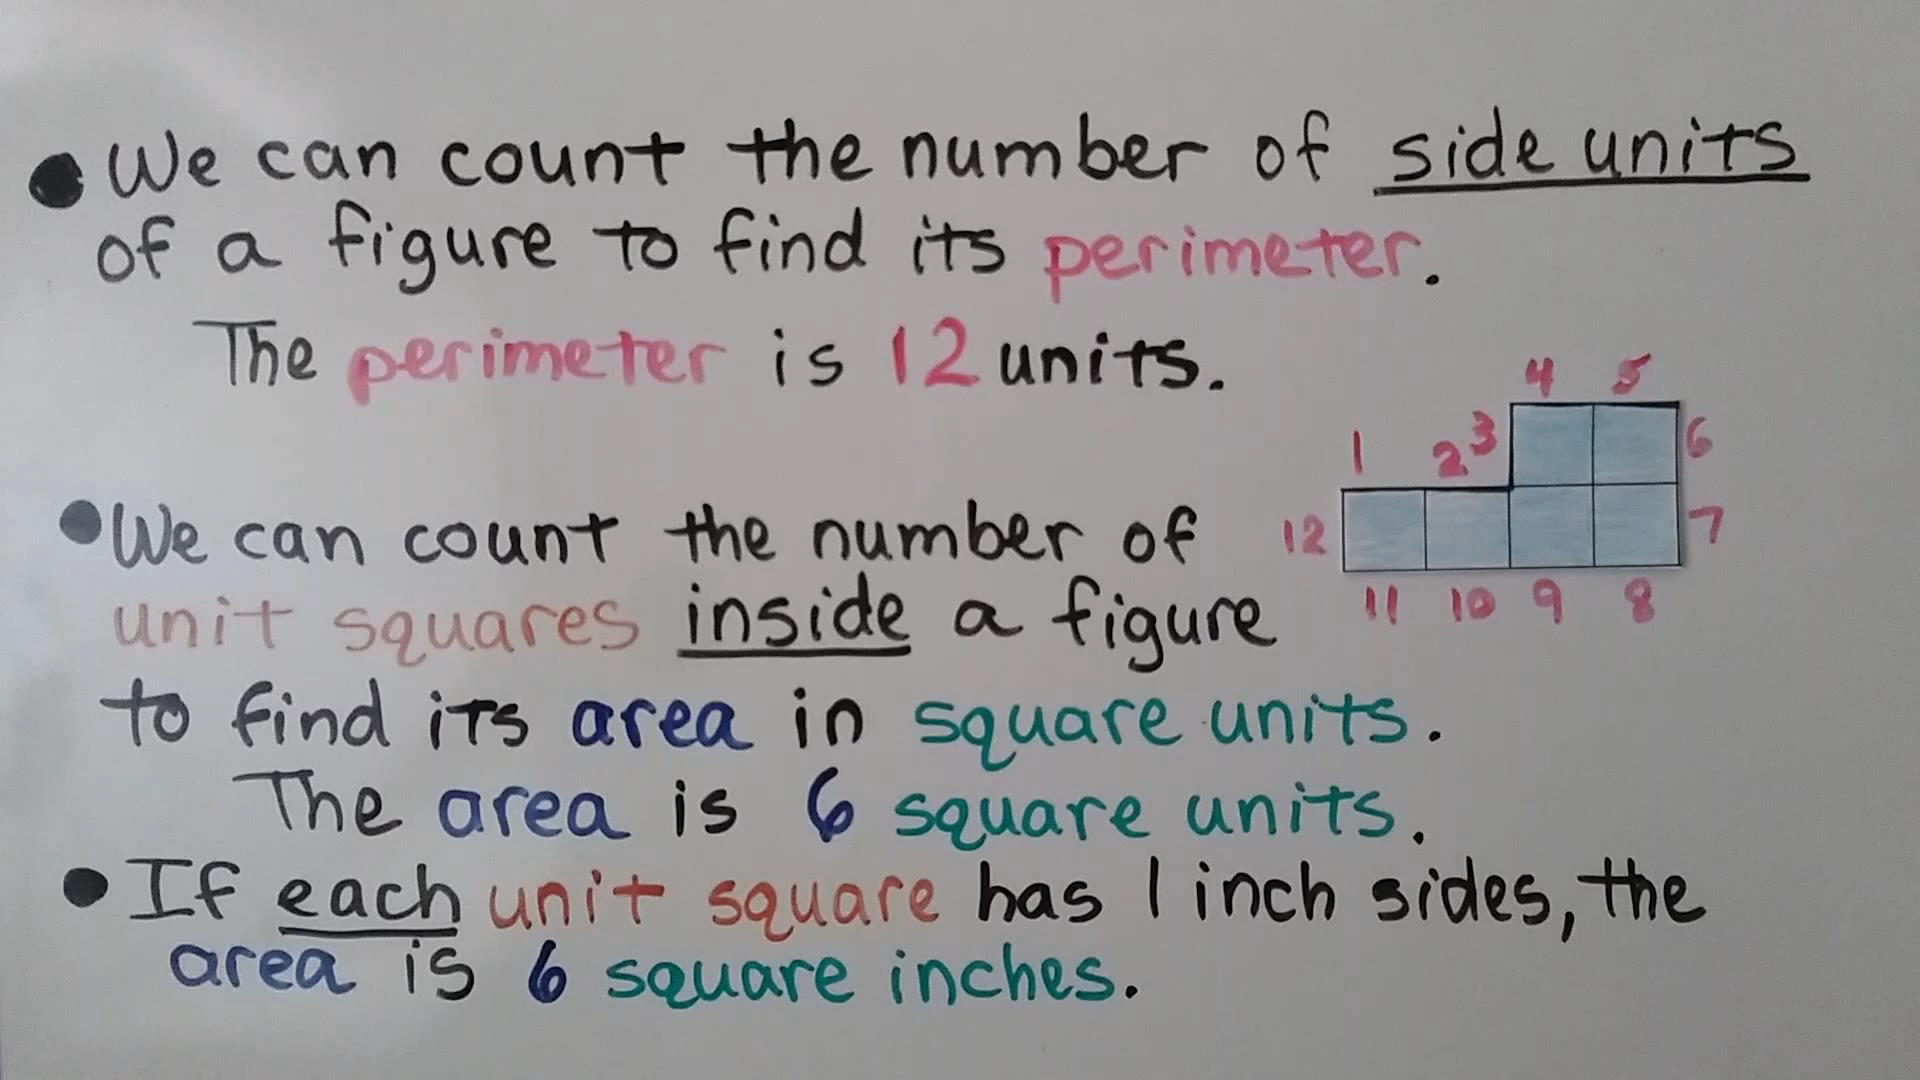 • We can count the number of side units
of a figure to find its perimeter.
The perimeter is 12 units.
4 5
1 2 3 6
• We can count the number of
12 7
unit squares inside a figure
11 10 9 8
to find its area in square units.
The area is 6 square units.
• If each unit square has 1 inch sides, the
area is 6 square inches.